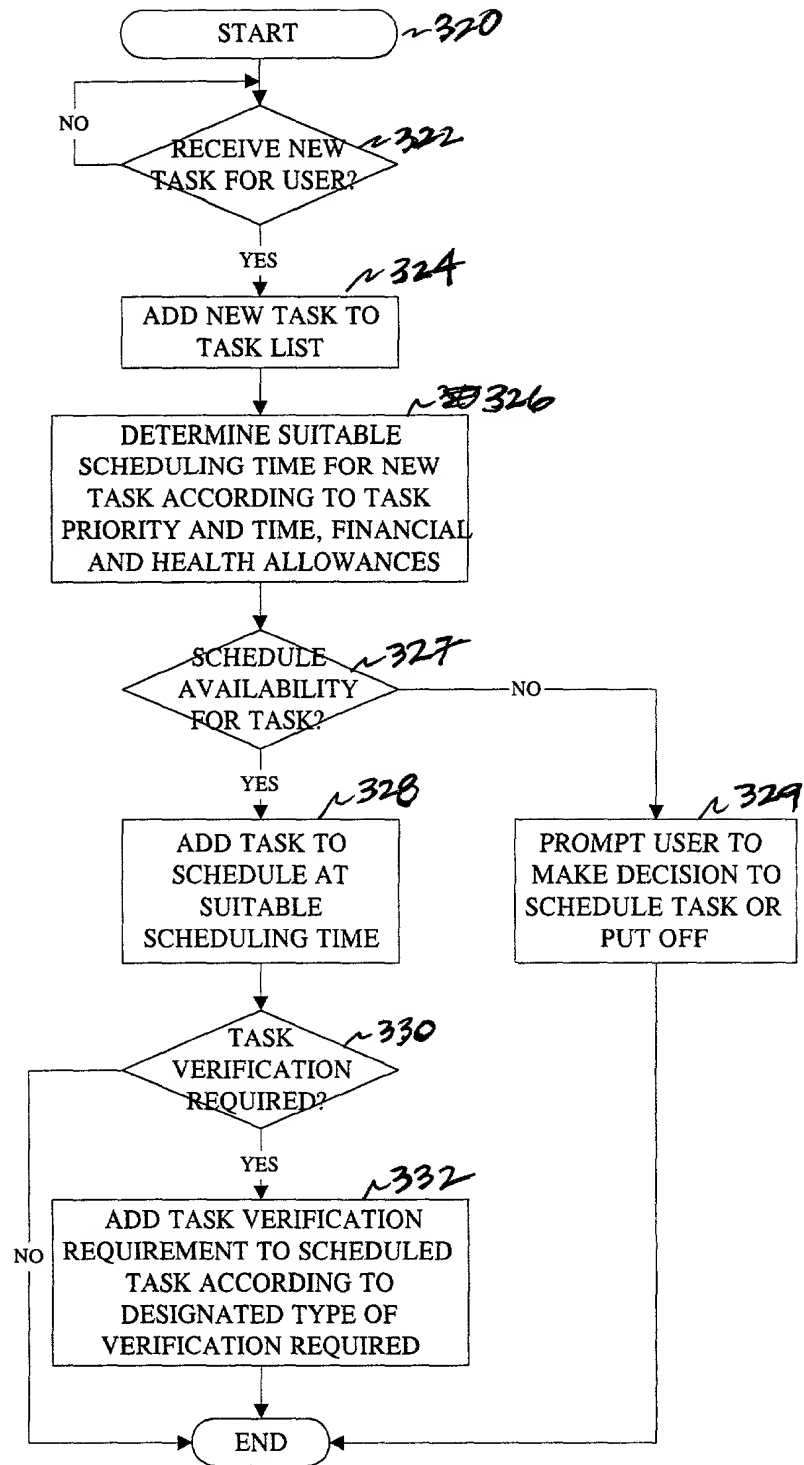 START
~320
NO
RECEIVE NEW
TASK FOR USER?
~322
YES
~324
ADD NEW TASK TO
TASK LIST
~326
DETERMINE SUITABLE
SCHEDULING TIME FOR NEW
TASK ACCORDING TO TASK
PRIORITY AND TIME, FINANCIAL
AND HEALTH ALLOWANCES
SCHEDULE
AVAILABILITY
FOR TASK?
~327
NO
YES
~328
ADD TASK TO
SCHEDULE AT
SUITABLE
SCHEDULING TIME
~329
PROMPT USER TO
MAKE DECISION TO
SCHEDULE TASK OR
PUT OFF
TASK
VERIFICATION
REQUIRED?
~330
YES
~332
ADD TASK VERIFICATION
REQUIREMENT TO SCHEDULED
TASK ACCORDING TO
DESIGNATED TYPE OF
VERIFICATION REQUIRED
NO
END